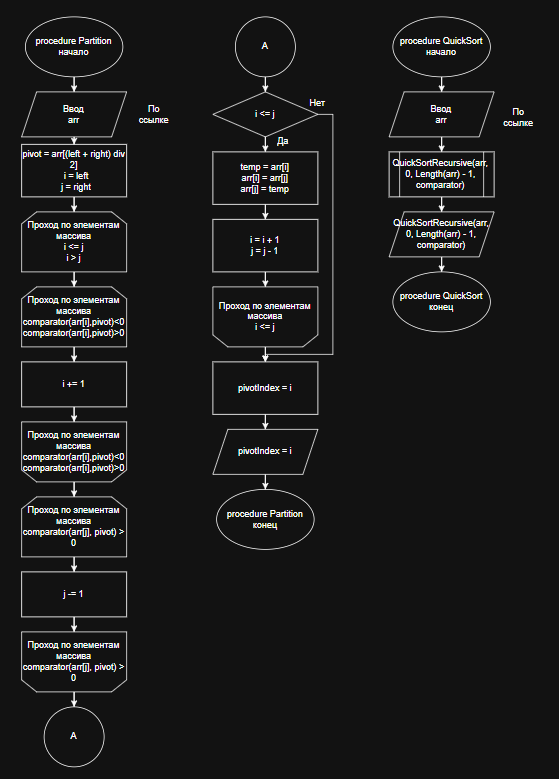 procedure Partition
начало
Ввод
arr
По
ссылке
pivot = arr[(left + right) div
2]
i = left
j = right
Проход по элементам
массива
i <= j
i > j
Проход по элементам
массива
comparator(arr[i],pivot)<0
comparator(arr[i],pivot)>0
i += 1
Проход по элементам
массива
comparator(arr[i],pivot)<0
comparator(arr[i],pivot)>0
Проход по элементам
массива
comparator(arr[j], pivot) >
0
j -= 1
Проход по элементам
массива
comparator(arr[j], pivot) >
0
A
A
i <= j
Нет
Да
temp = arr[i]
arr[i] = arr[j]
arr[j] = temp
i = i + 1
j = j - 1
Проход по элементам
массива
i <= j
pivotIndex = i
pivotIndex = i
procedure Partition
конец
procedure QuickSort
начало
Ввод
arr
По
ссылке
QuickSortRecursive(arr,
0, Length(arr) - 1,
comparator)
QuickSortRecursive(arr,
0, Length(arr) - 1,
comparator)
procedure QuickSort
конец